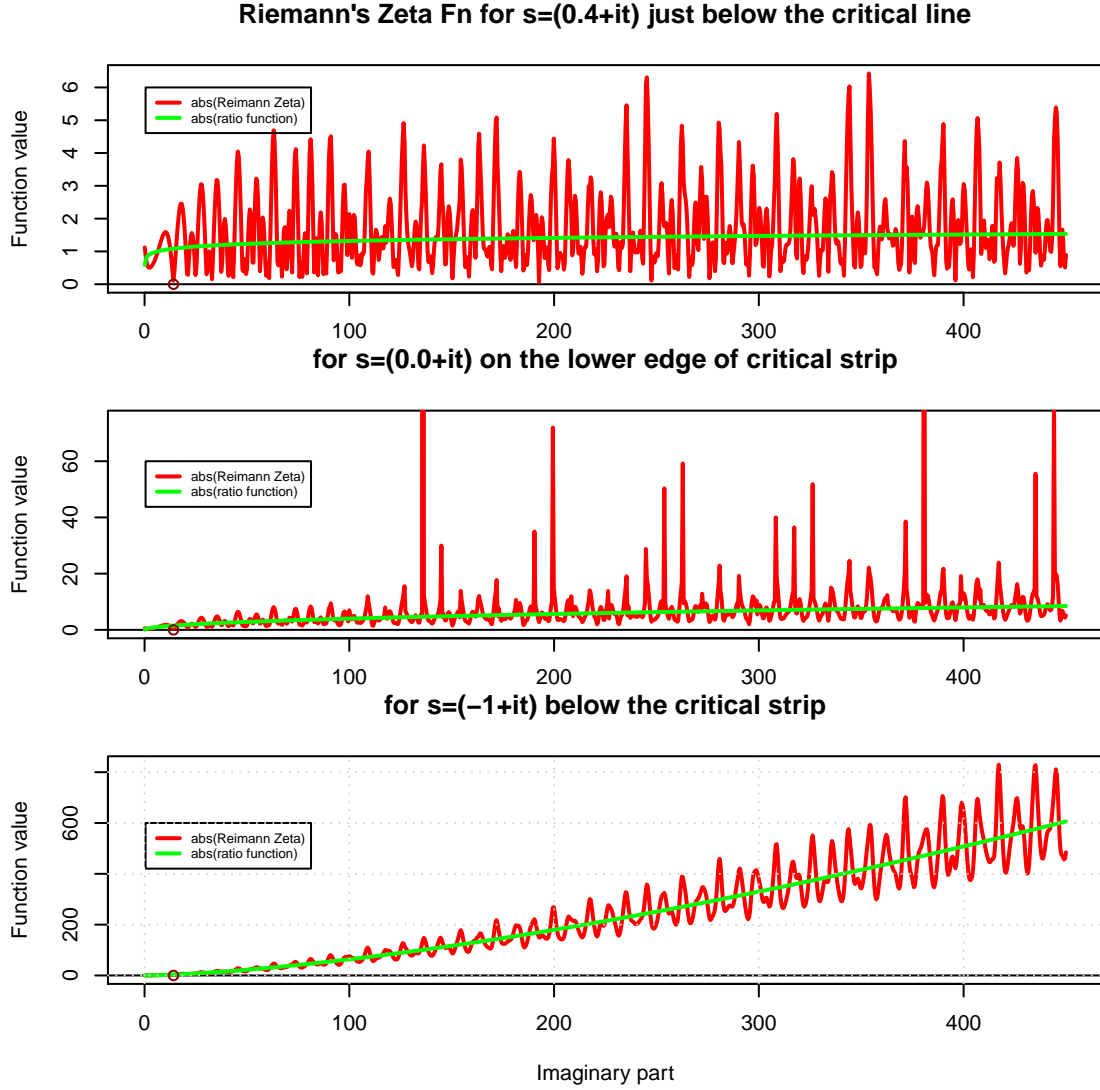 Riemann's Zeta Fn for s=(0.4+it) just below the critical line
Function value
6
5
4
3
2
1
0
abs(Reimann Zeta)
abs(ratio function)
0 100 200 300 400
for s=(0.0+it) on the lower edge of critical strip
Function value
60
40
20
0
abs(Reimann Zeta)
abs(ratio function)
0 100 200 300 400
for s=(−1+it) below the critical strip
Function value
600
200
0
abs(Reimann Zeta)
abs(ratio function)
0 100 200 300 400
Imaginary part